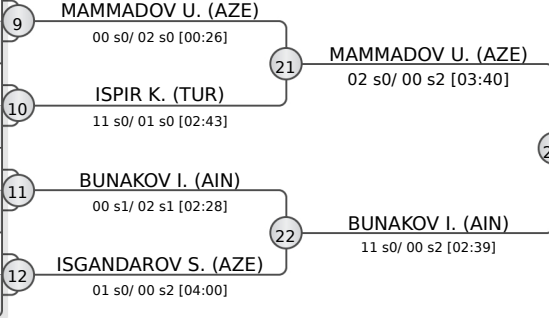 MAMMADOV U. (AZE)
9
00 s0/ 02 s0 [00:26]
21
MAMMADOV U. (AZE)
02 s0/ 00 s2 [03:40]
ISPIR K. (TUR)
10
11 s0/ 01 s0 [02:43]
BUNAKOV I. (AIN)
11
00 s1/ 02 s1 [02:28]
22
BUNAKOV I. (AIN)
11 s0/ 00 s2 [02:39]
ISGANDAROV S. (AZE)
12
01 s0/ 00 s2 [04:00]